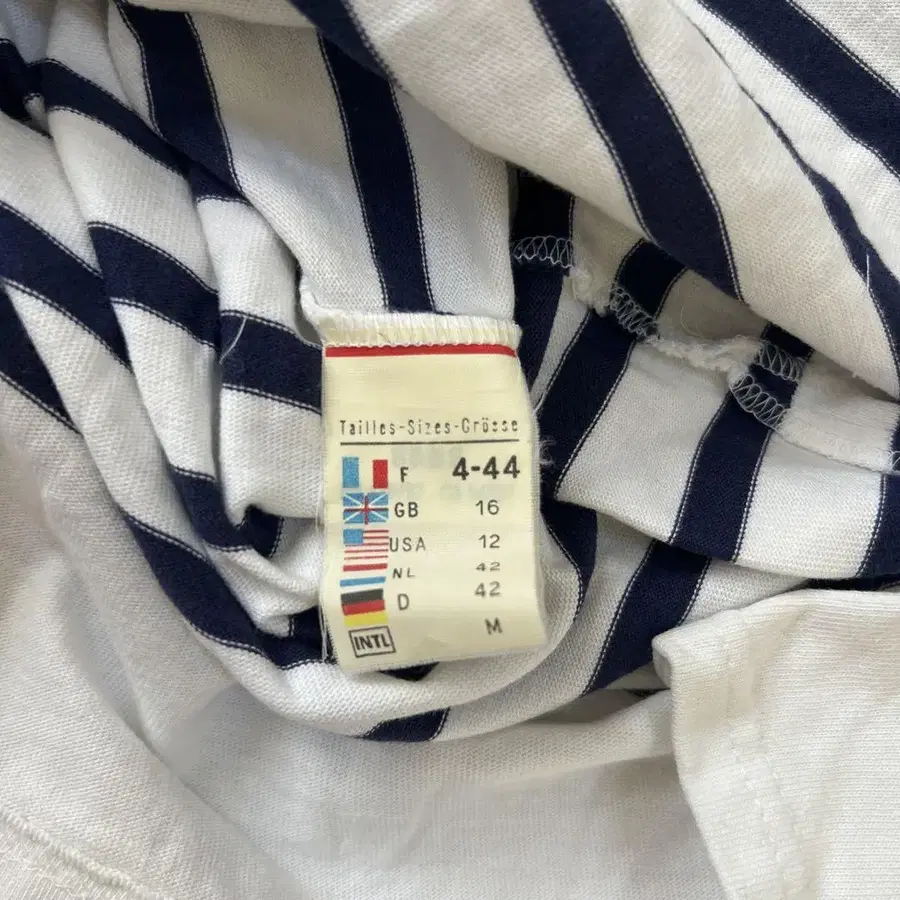 Tailles-Sizes-Grösse
F 4-44
GB 16
USA 12
NL 42
D 42
INTL M